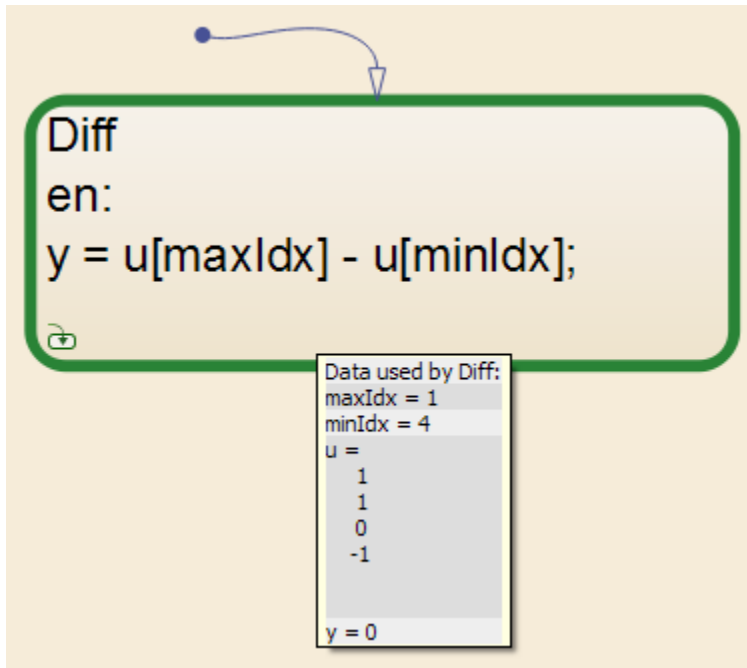 Diff
en:
y = u[maxIdx] - u[minIdx];
Data used by Diff:
maxIdx = 1
minIdx = 4
u =
1
1
0
-1
y = 0